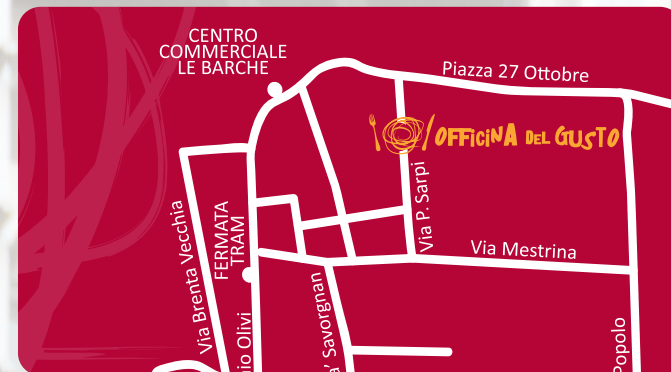 CENTRO
COMMERCIALE
LE BARCHE
Piazza 27 Ottobre
OFFICINA DEL GUSTO
Via P. Sarpi
Via Mestrina
Via Brenta Vecchia
FERMATA
TRAM
Olivi
Savorgnan
Popolo